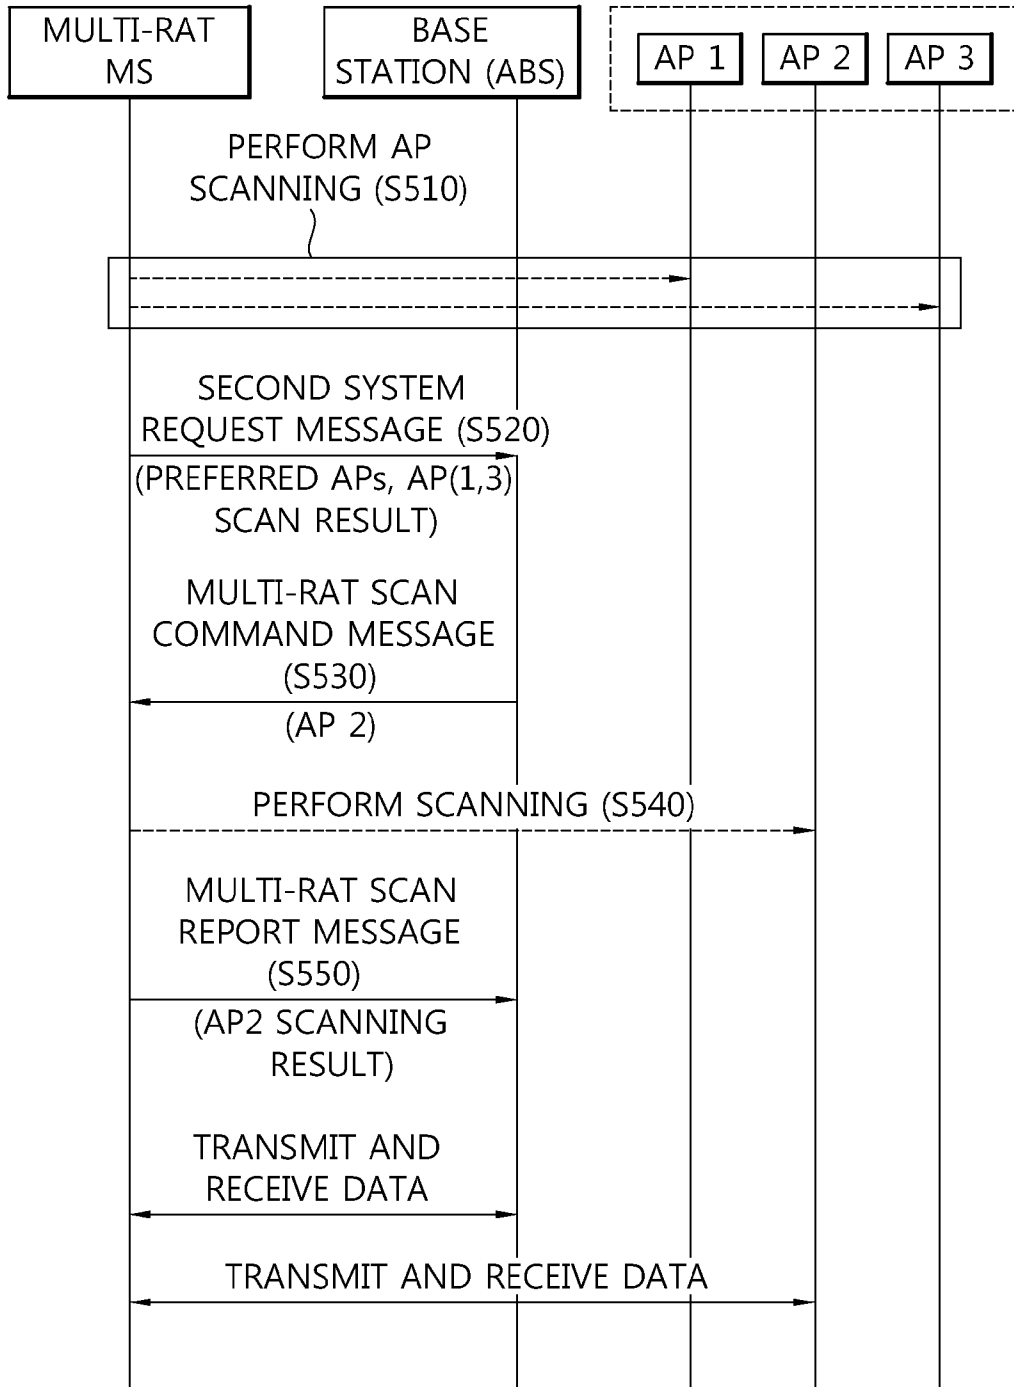 MULTI-RAT
MS
BASE
STATION (ABS)
AP 1
AP 2
AP 3
PERFORM AP
SCANNING (S510)
SECOND SYSTEM
REQUEST MESSAGE (S520)
(PREFERRED APs, AP(1,3)
SCAN RESULT)
MULTI-RAT SCAN
COMMAND MESSAGE
(S530)
(AP 2)
PERFORM SCANNING (S540)
MULTI-RAT SCAN
REPORT MESSAGE
(S550)
(AP2 SCANNING
RESULT)
TRANSMIT AND
RECEIVE DATA
TRANSMIT AND RECEIVE DATA